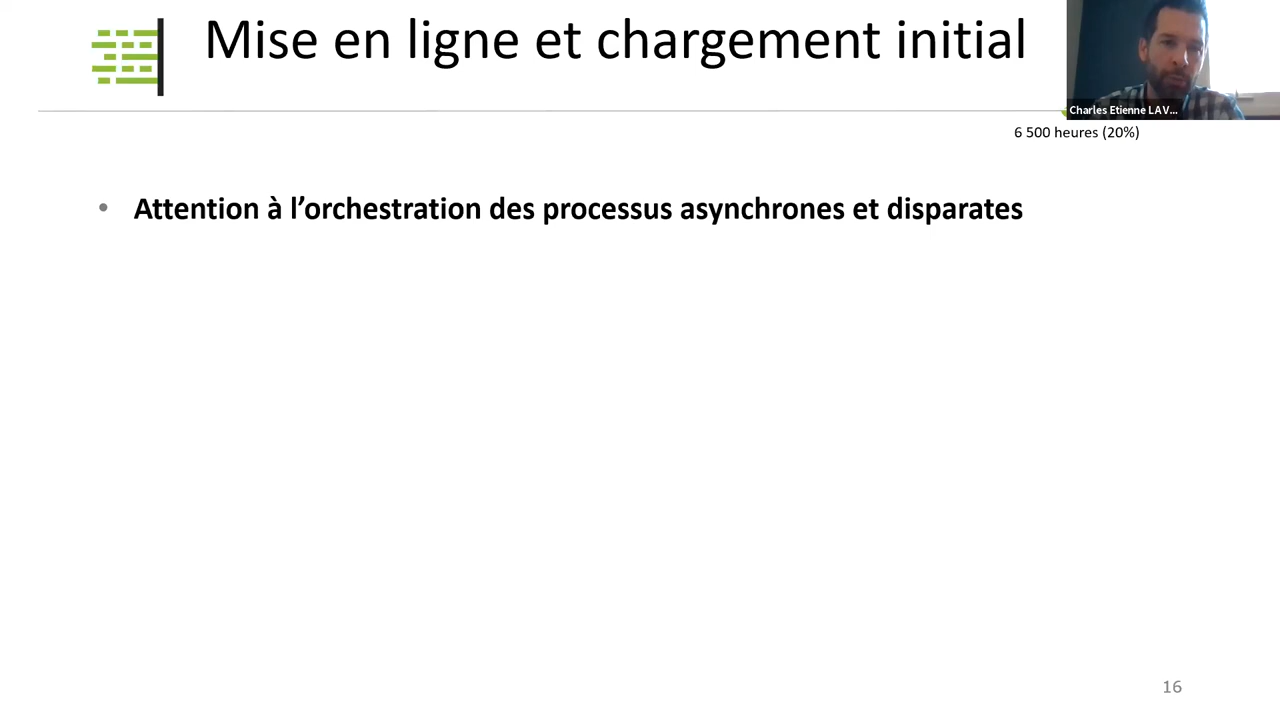 Mise en ligne et chargement initial
Charles Etienne LAV...
6 500 heures (20%)
• Attention à l’orchestration des processus asynchrones et disparates
16